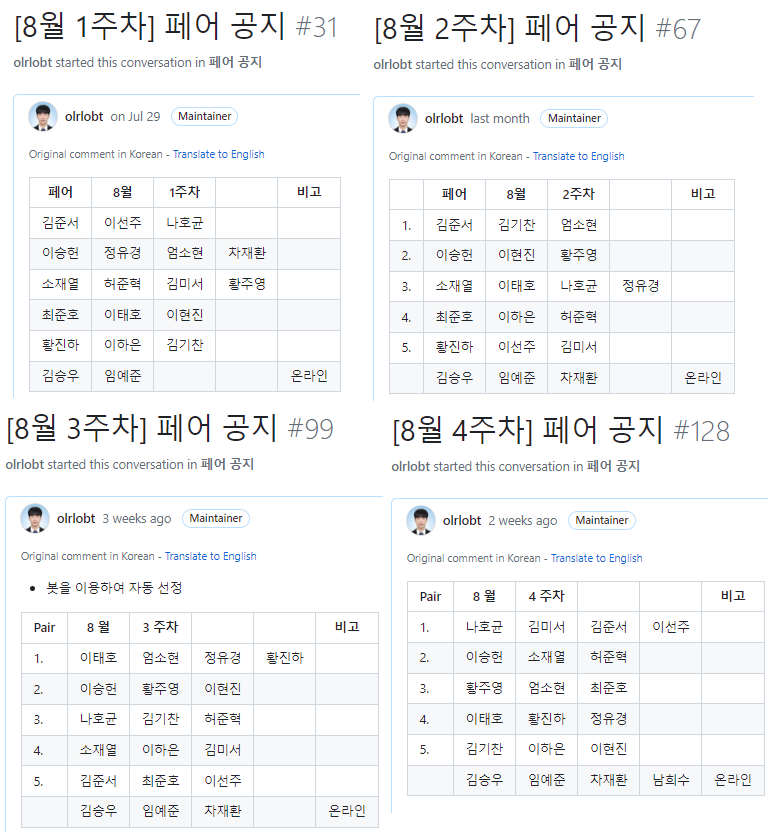 [8월 1주차] 페어 공지 #31
olrlobt started this conversation in 페어 공지
olrlobt on Jul 29 Maintainer
Original comment in Korean - Translate to English
페어 8월 1주차 비고
김준서 이선주 나호균
이승헌 정유경 엄소현 차재환
소재열 허준혁 김미서 황주영
최준호 이태호 이현진
황진하 이하은 김기찬
김승우 임예준 온라인
[8월 2주차] 페어 공지 #67
olrlobt started this conversation in 페어 공지
olrlobt last month Maintainer
Original comment in Korean - Translate to English
페어 8월 2주차 비고
1. 김준서 김기찬 엄소현
2. 이승헌 이현진 황주영
3. 소재열 이태호 나호균 정유경
4. 최준호 이하은 허준혁
5. 황진하 이선주 김미서
김승우 임예준 차재환 온라인
[8월 3주차] 페어 공지 #99
olrlobt started this conversation in 페어 공지
olrlobt 3 weeks ago Maintainer
Original comment in Korean - Translate to English
• 봇을 이용하여 자동 선정
Pair 8 월 3 주차 비고
1. 이태호 엄소현 정유경 황진하
2. 이승헌 황주영 이현진
3. 나호균 김기찬 허준혁
4. 소재열 이하은 김미서
5. 김준서 최준호 이선주
김승우 임예준 차재환 온라인
[8월 4주차] 페어 공지 #128
olrlobt started this conversation in 페어 공지
olrlobt 2 weeks ago Maintainer
Original comment in Korean - Translate to English
Pair 8 월 4 주차 비고
1. 나호균 김미서 김준서 이선주
2. 이승헌 소재열 허준혁
3. 황주영 엄소현 최준호
4. 이태호 황진하 정유경
5. 김기찬 이하은 이현진
김승우 임예준 차재환 남희수 온라인